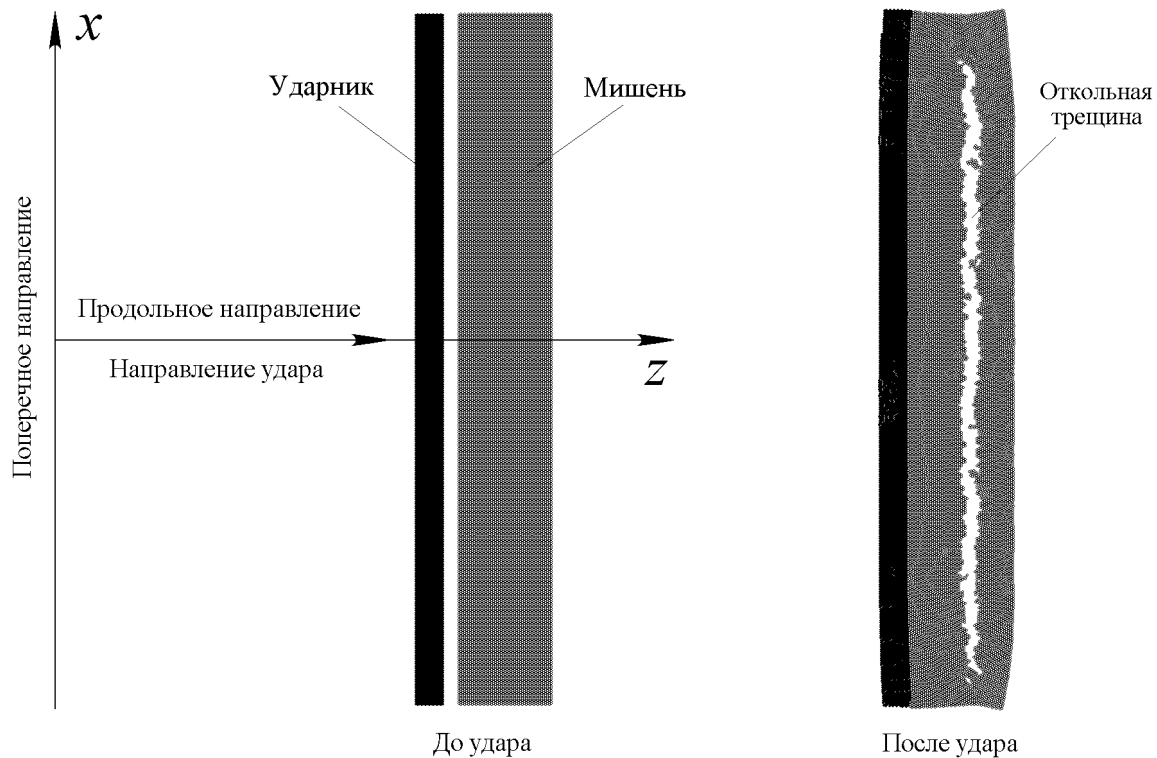 x
Ударник
Мишень
Откольная
трещина
Поперечное направление
Продольное направление
Направление удара
z
До удара
После удара